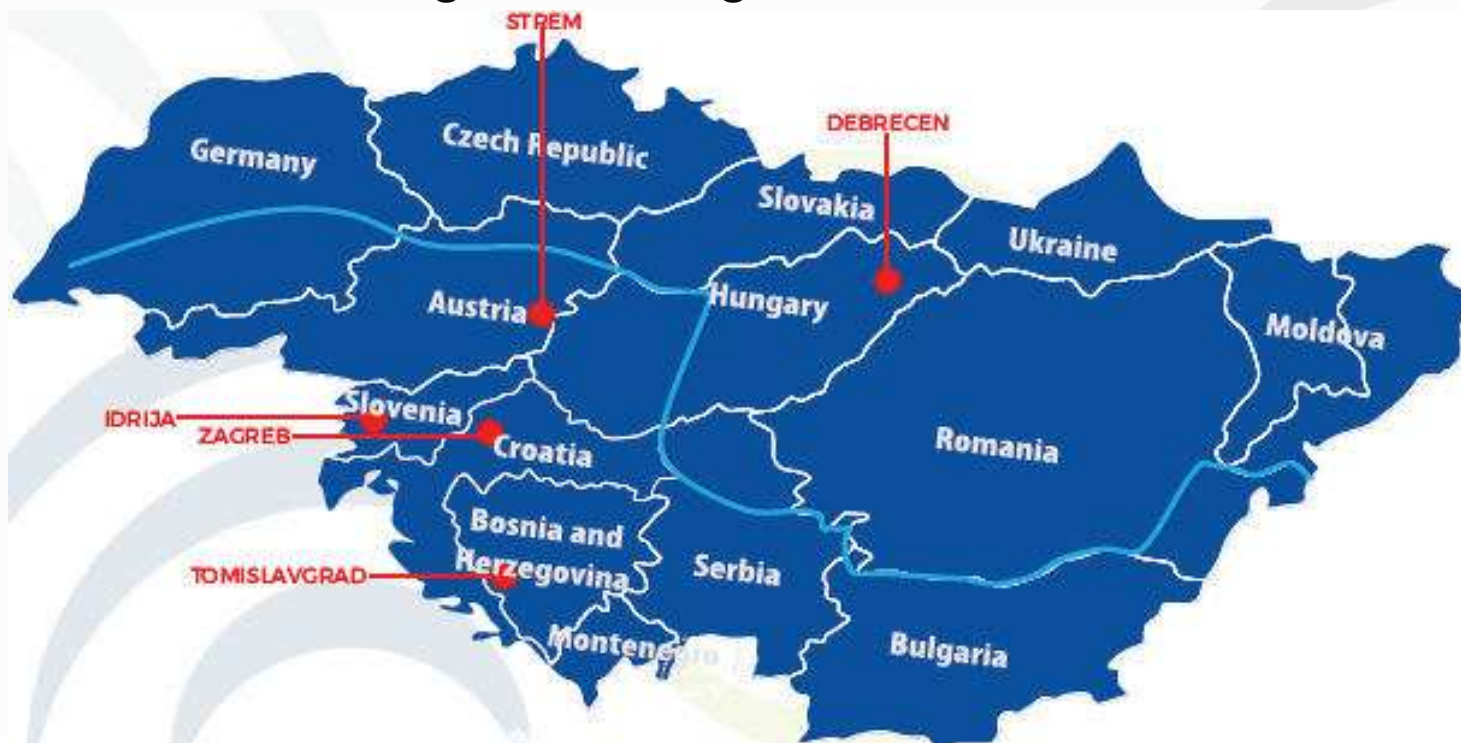 STREM
DEBRECEN
Czech Republic
Germany
Slovakia
Ukraine
Hungary
Austria
Moldova
Slovenia
IDRIJA
ZAGREB
Croatia
Romania
Bosnia and
Herzegovina
Serbia
TOMISLAVGRAD
Montenegro
Bulgaria